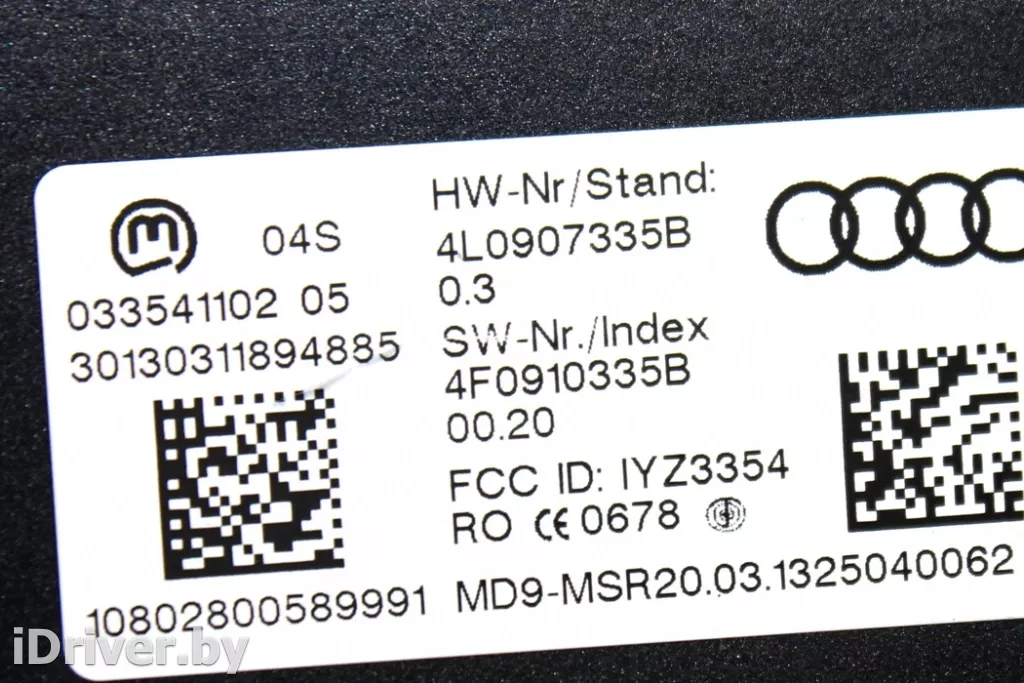 04S
033541102 05
30130311894885
10802800589991
HW-Nr/Stand:
4L0907335B
0.3
SW-Nr./Index
4F0910335B
00.20
FCC ID: IYZ3354
RO CE 0678
MD9-MSR20.03.1325040062
iDriver.by